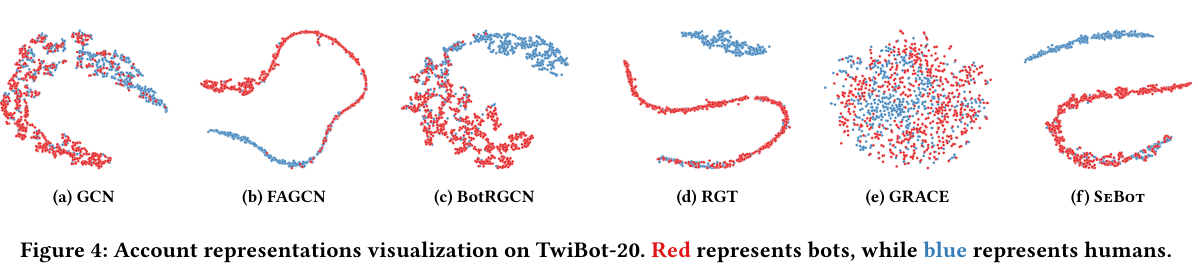 (a) GCN (b) FAGCN (c) BotRGCN (d) RGT (e) GRACE (f) SEBOT
Figure 4: Account representations visualization on TwiBot-20. Red represents bots, while blue represents humans.